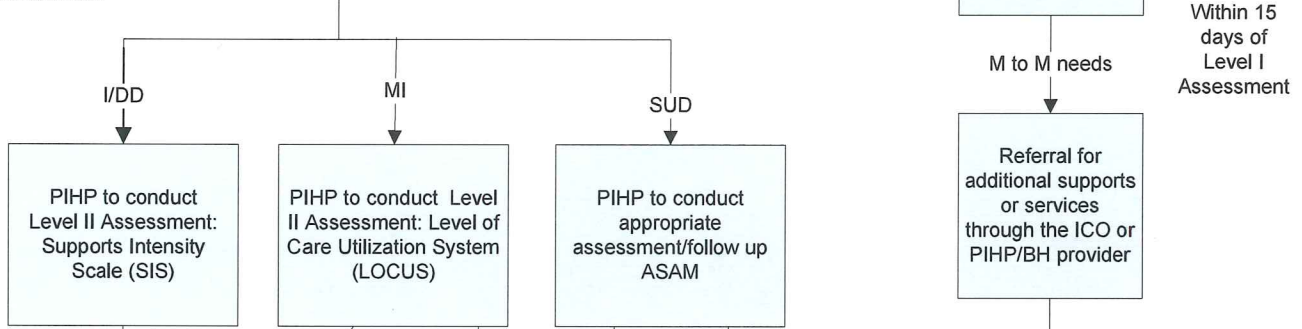 Within 15
days of
Level I
Assessment
M to M needs
I/DD
MI
SUD
PIHP to conduct
Level II Assessment:
Supports Intensity
Scale (SIS)
PIHP to conduct Level
II Assessment: Level of
Care Utilization System
(LOCUS)
PIHP to conduct
appropriate
assessment/follow up
ASAM
Referral for
additional supports
or services
through the ICO or
PIHP/BH provider